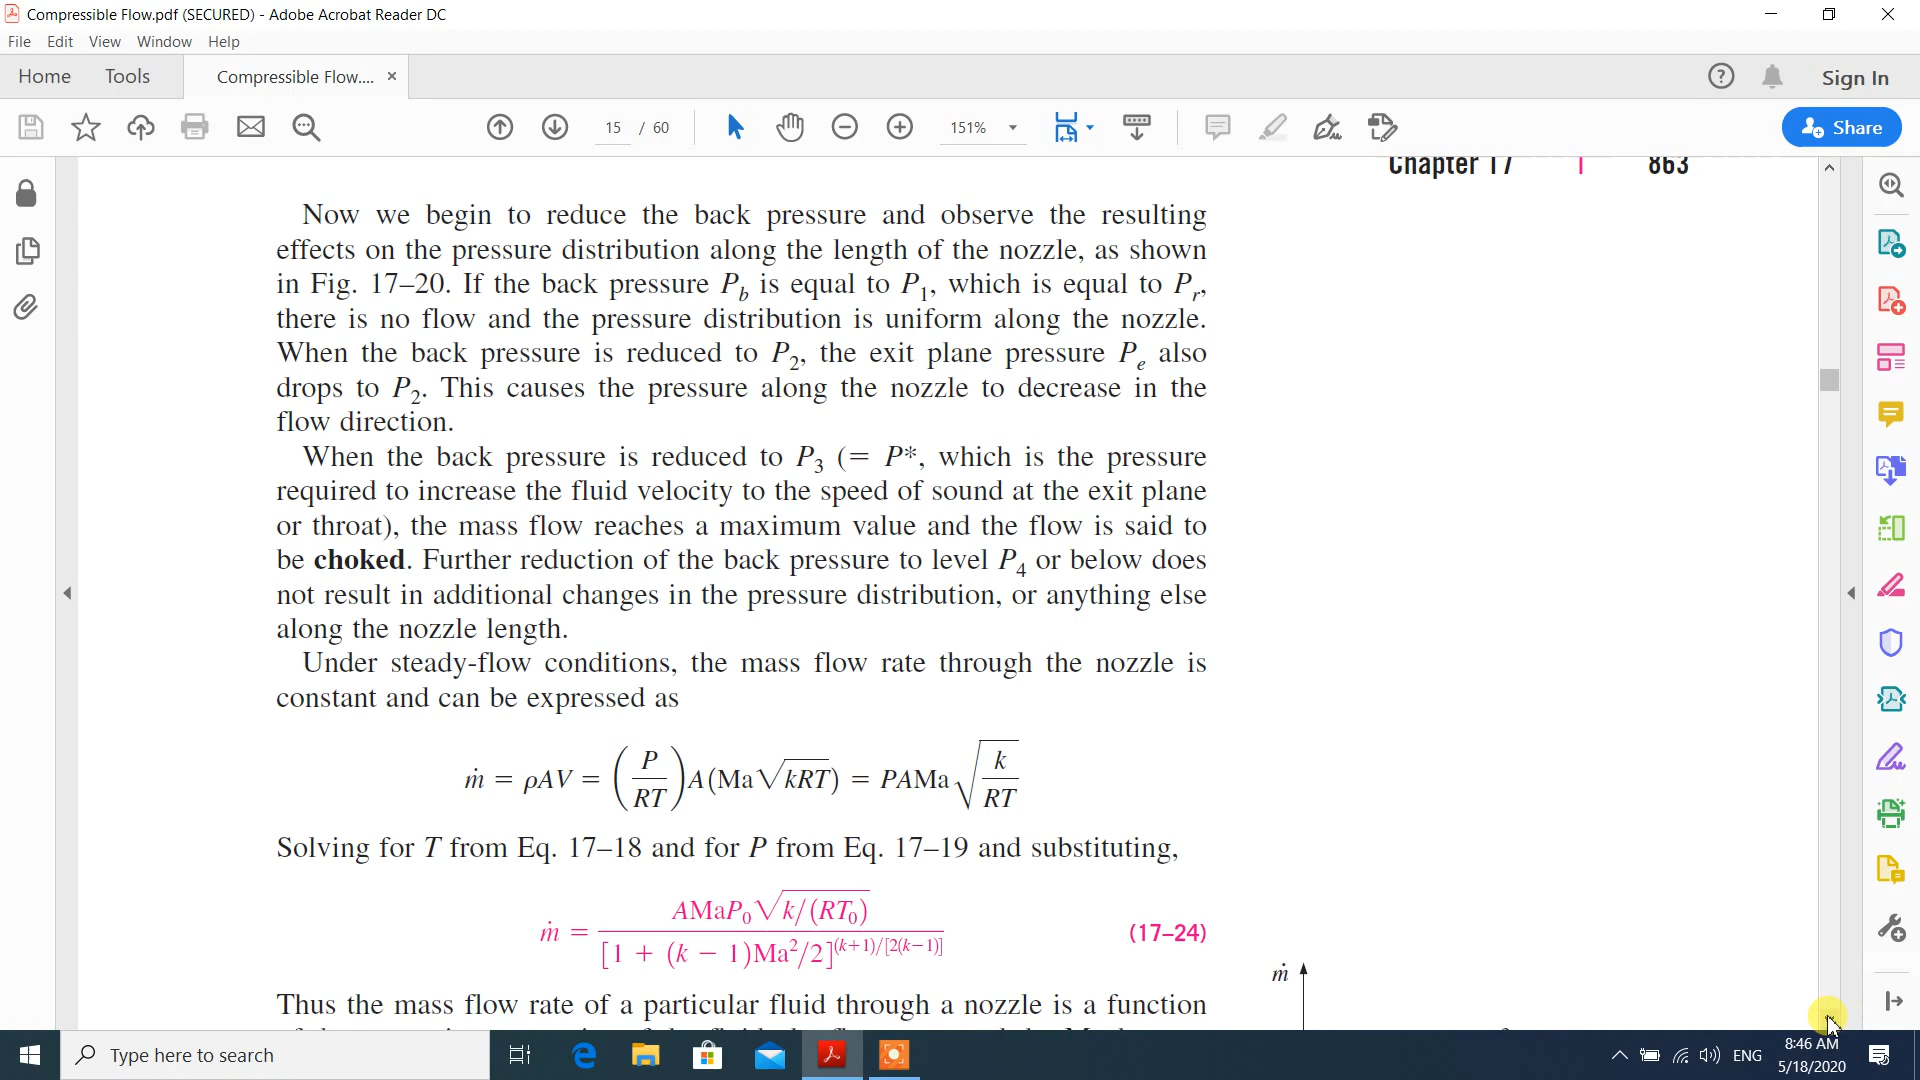 Compressible Flow.pdf (SECURED) - Adobe Acrobat Reader DC
File Edit View Window Help
Home Tools Compressible Flow.... × Sign In
15 / 60 151% Share
Chapter 17 | 863
Now we begin to reduce the back pressure and observe the resulting
effects on the pressure distribution along the length of the nozzle, as shown
in Fig. 17–20. If the back pressure P_b is equal to P_1, which is equal to P_r,
there is no flow and the pressure distribution is uniform along the nozzle.
When the back pressure is reduced to P_2, the exit plane pressure P_e also
drops to P_2. This causes the pressure along the nozzle to decrease in the
flow direction.
When the back pressure is reduced to P_3 (= P*, which is the pressure
required to increase the fluid velocity to the speed of sound at the exit plane
or throat), the mass flow reaches a maximum value and the flow is said to
be choked. Further reduction of the back pressure to level P_4 or below does
not result in additional changes in the pressure distribution, or anything else
along the nozzle length.
Under steady-flow conditions, the mass flow rate through the nozzle is
constant and can be expressed as
ṁ = ρAV = (P/RT)A(Ma√kRT) = PAMa√(k/RT)
Solving for T from Eq. 17–18 and for P from Eq. 17–19 and substituting,
ṁ = AMaP_0√k/(RT_0) / [1 + (k − 1)Ma²/2]^(k+1)/[2(k−1)] (17–24)
ṁ
Thus the mass flow rate of a particular fluid through a nozzle is a function
Type here to search
ENG
8:46 AM
5/18/2020